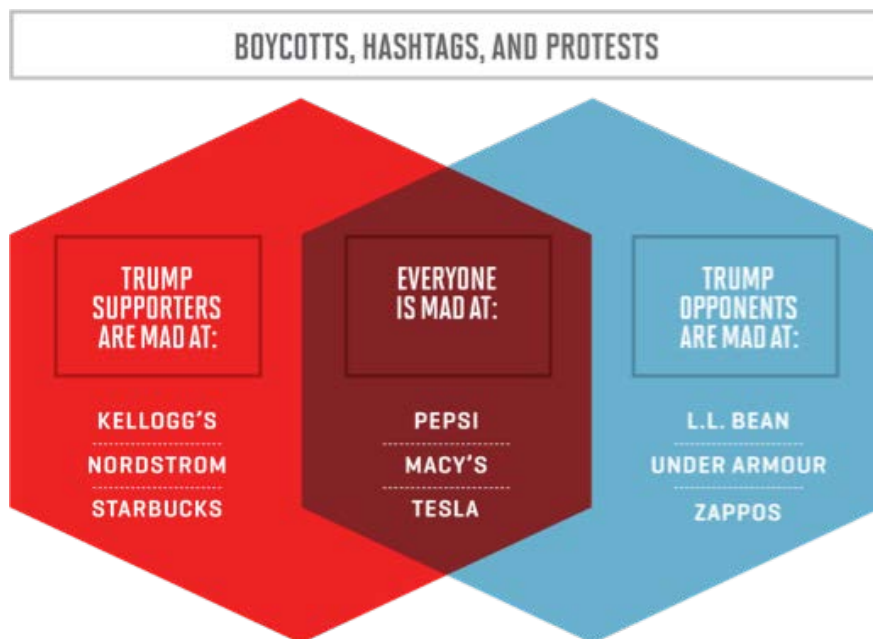 BOYCOTTS, HASHTAGS, AND PROTESTS
TRUMP
SUPPORTERS
ARE MAD AT:
KELLOGG'S
NORDSTROM
STARBUCKS
EVERYONE
IS MAD AT:
PEPSI
MACY'S
TESLA
TRUMP
OPPONENTS
ARE MAD AT:
L.L. BEAN
UNDER ARMOUR
ZAPPOS